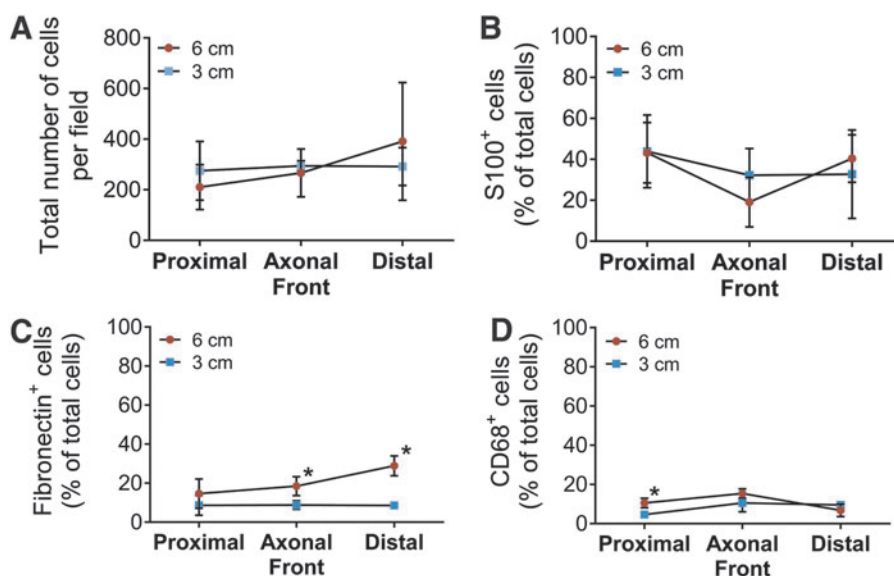 A
Total number of cells
per field
800
600
400
200
0
6 cm
3 cm
Proximal Axonal Distal
Front
B
S100⁺ cells
(% of total cells)
100
80
60
40
20
0
6 cm
3 cm
Proximal Axonal Distal
Front
C
Fibronectin⁺ cells
(% of total cells)
100
80
60
40
20
0
6 cm
3 cm
*
*
Proximal Axonal Distal
Front
D
CD68⁺ cells
(% of total cells)
100
80
60
40
20
0
6 cm
3 cm
*
Proximal Axonal Distal
Front